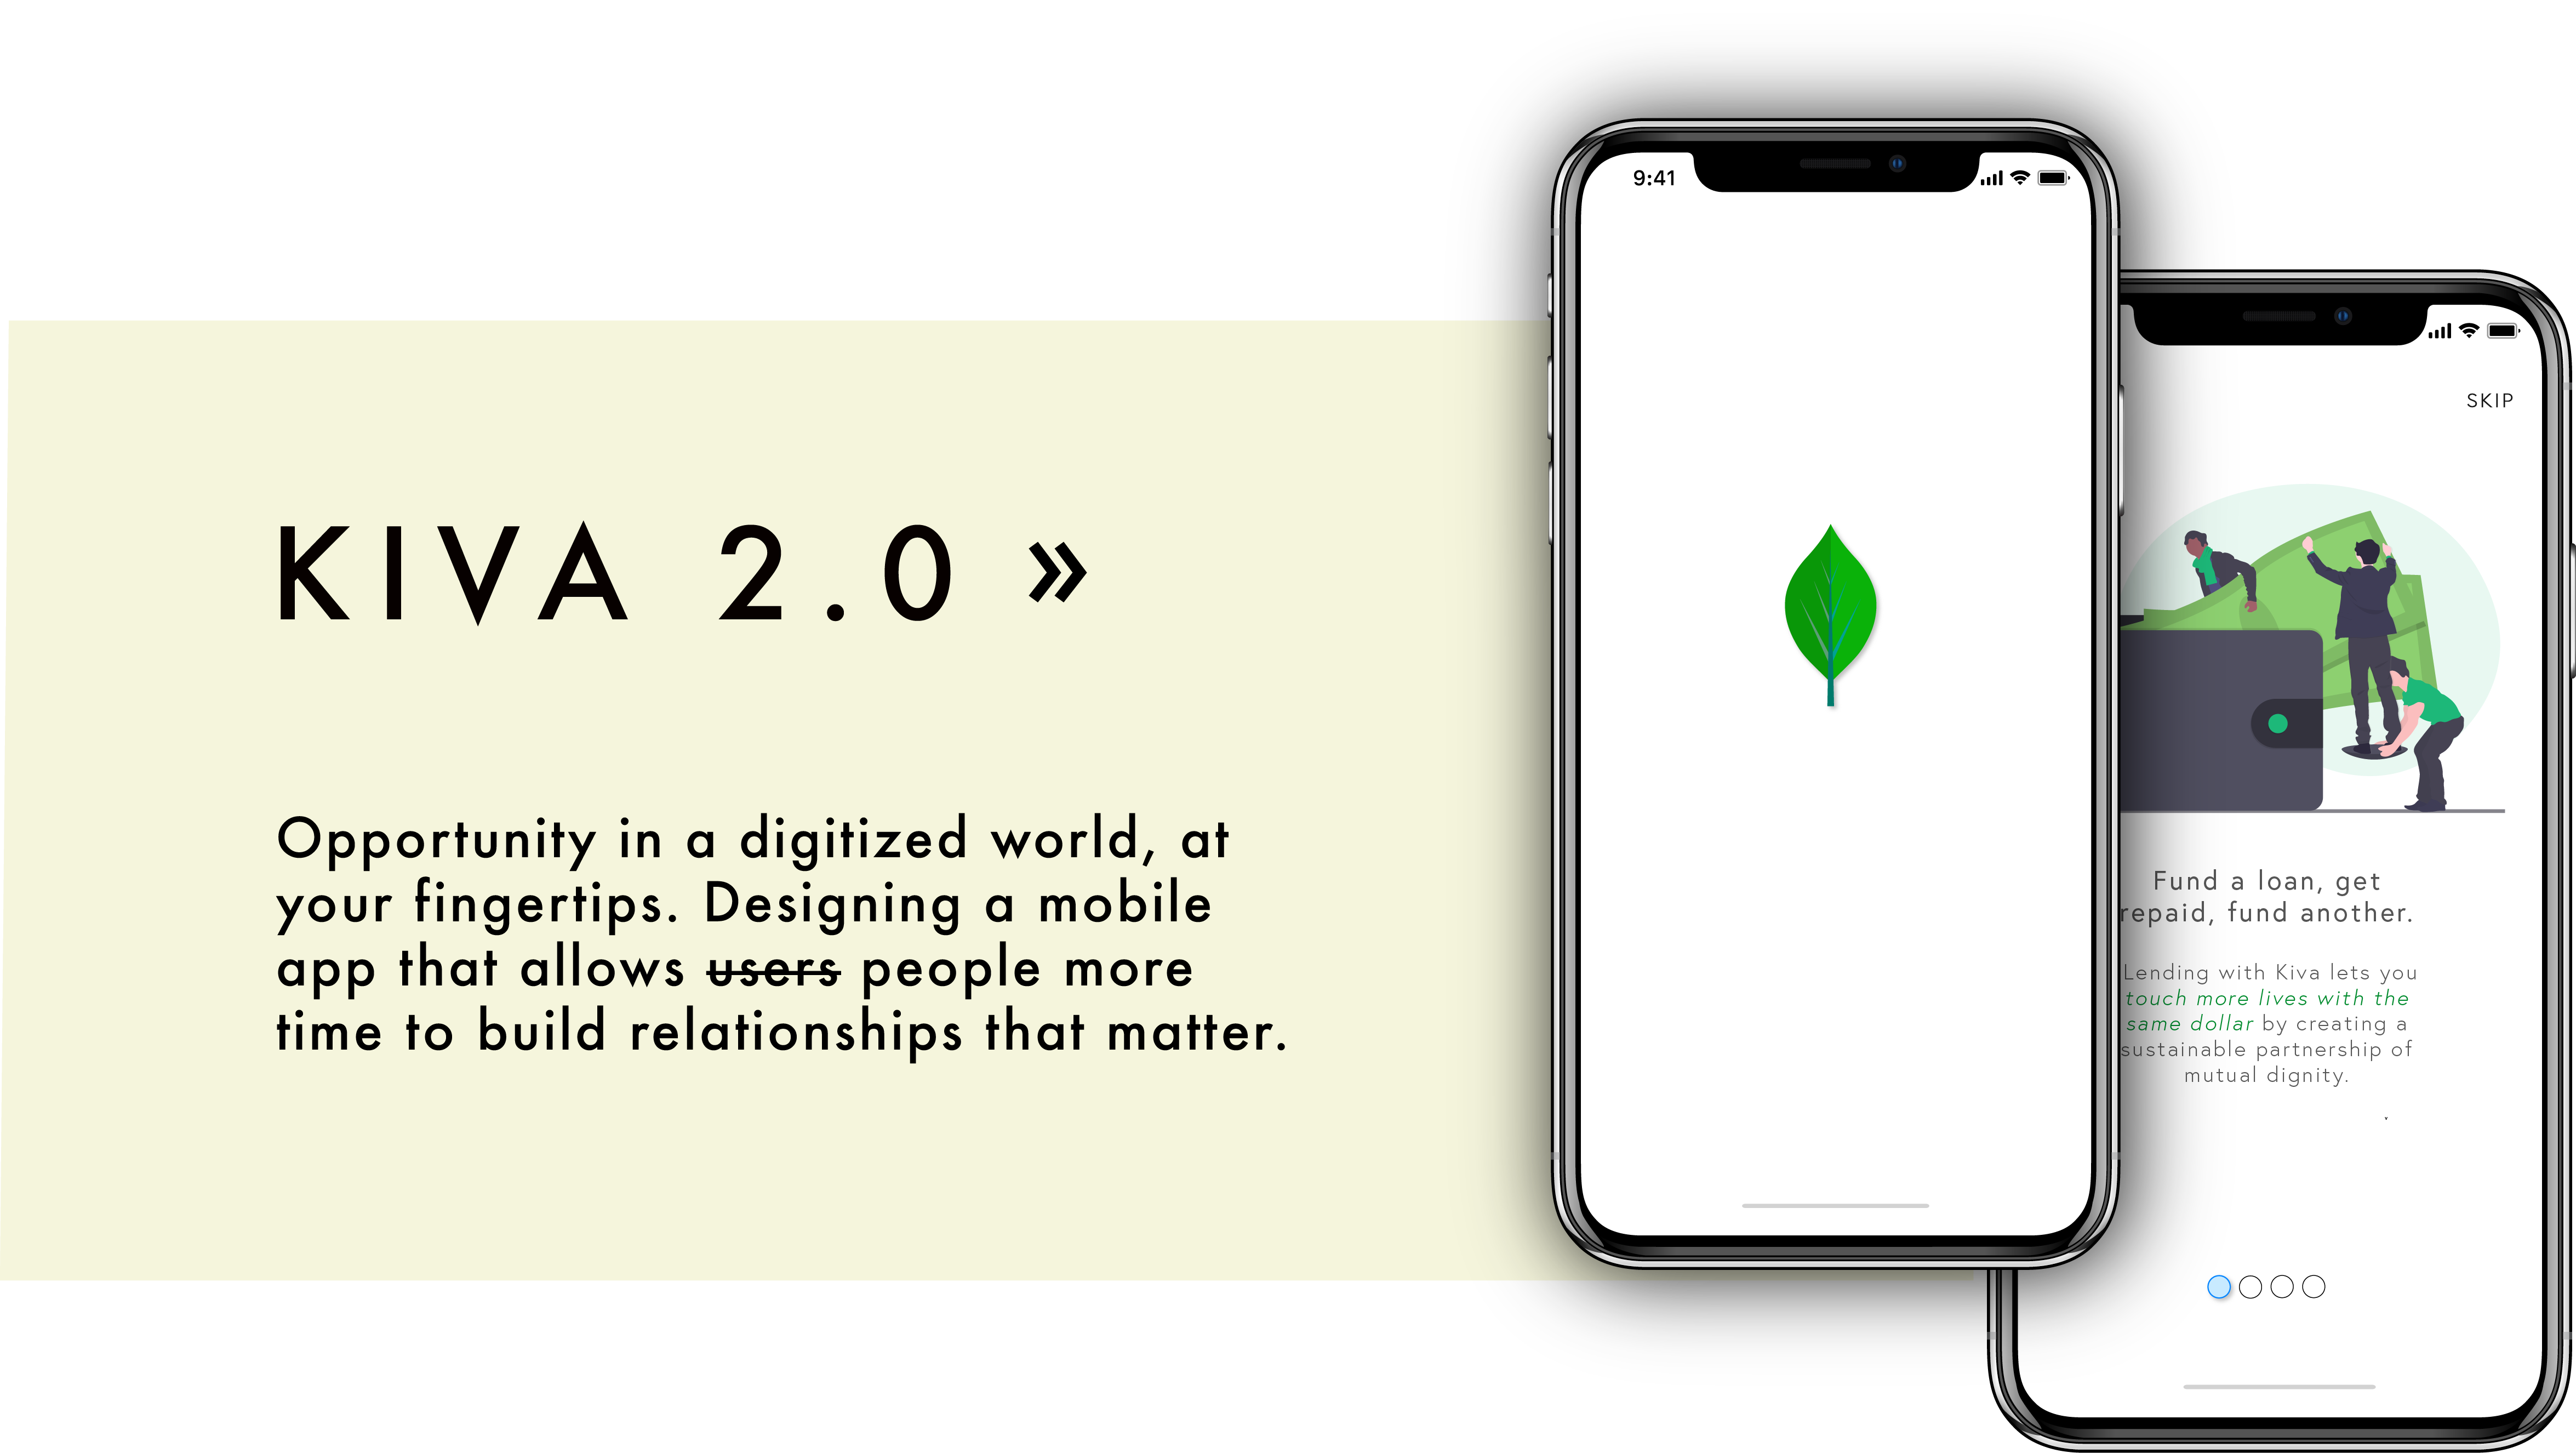 KIVA 2.0 »
Opportunity in a digitized world, at
your fingertips. Designing a mobile
app that allows users people more
time to build relationships that matter.
9:41
SKIP
Fund a loan, get
repaid, fund another.
Lending with Kiva lets you
touch more lives with the
same dollar by creating a
sustainable partnership of
mutual dignity.